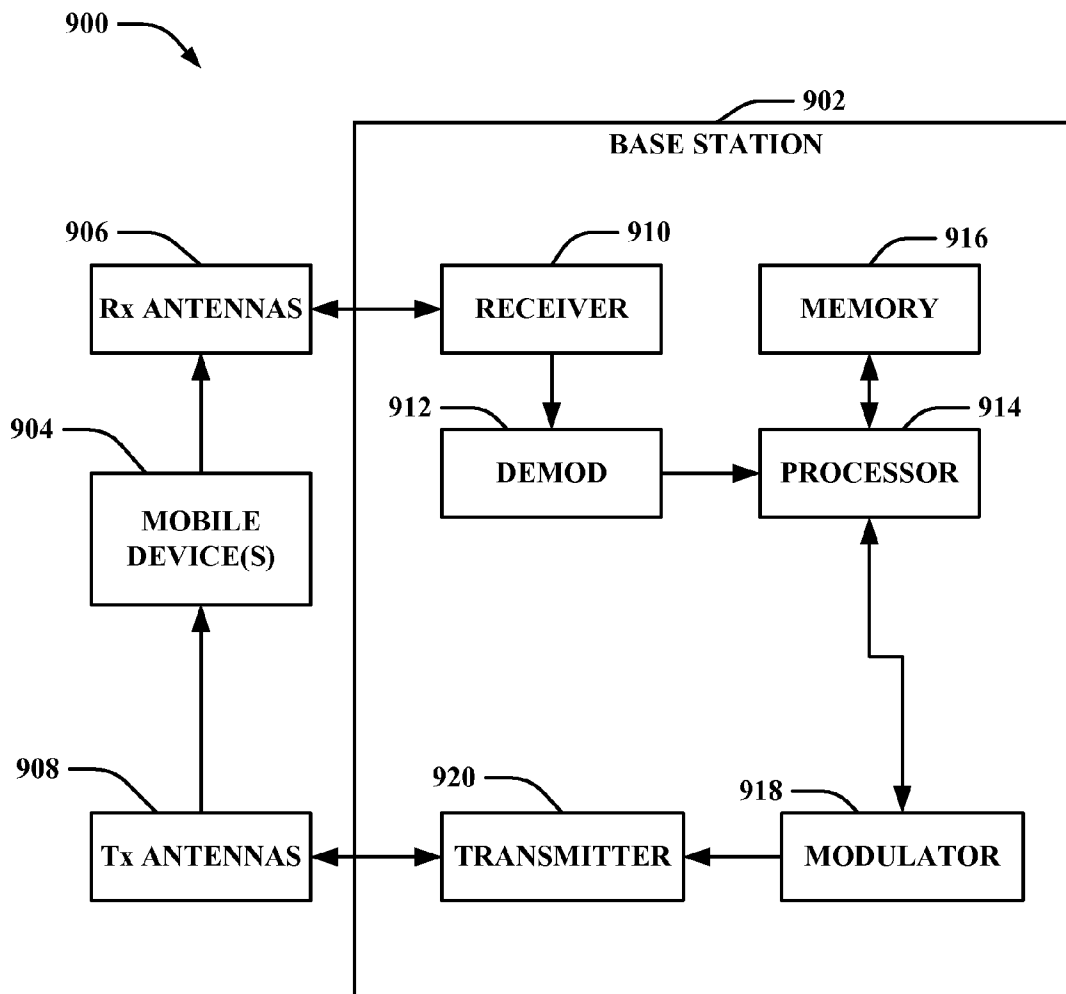 900
902
BASE STATION
906
910
916
Rx ANTENNAS
RECEIVER
MEMORY
904
912
914
MOBILE
DEVICE(S)
DEMOD
PROCESSOR
908
920
918
Tx ANTENNAS
TRANSMITTER
MODULATOR